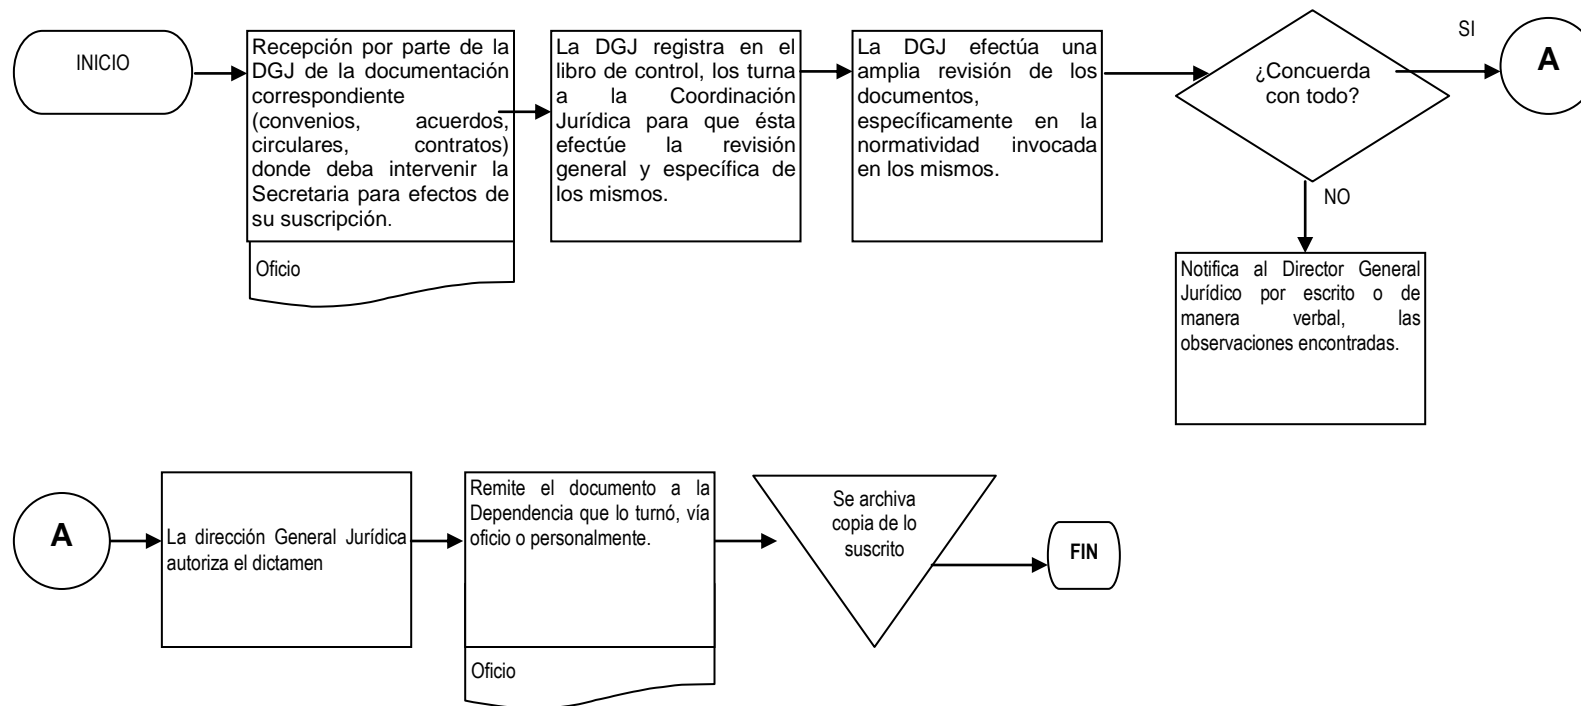 INICIO
Recepción por parte de la
DGJ de la documentación
correspondiente
(convenios, acuerdos,
circulares, contratos)
donde deba intervenir la
Secretaria para efectos de
su suscripción.
Oficio
La DGJ registra en el
libro de control, los turna
a la Coordinación
Jurídica para que ésta
efectúe la revisión
general y específica de
los mismos.
La DGJ efectúa una
amplia revisión de los
documentos,
específicamente en la
normatividad invocada
en los mismos.
¿Concuerda
con todo?
SI
A
NO
Notifica al Director General
Jurídico por escrito o de
manera verbal, las
observaciones encontradas.
A
La dirección General Jurídica
autoriza el dictamen
Remite el documento a la
Dependencia que lo turnó, vía
oficio o personalmente.
Oficio
Se archiva
copia de lo
suscrito
FIN